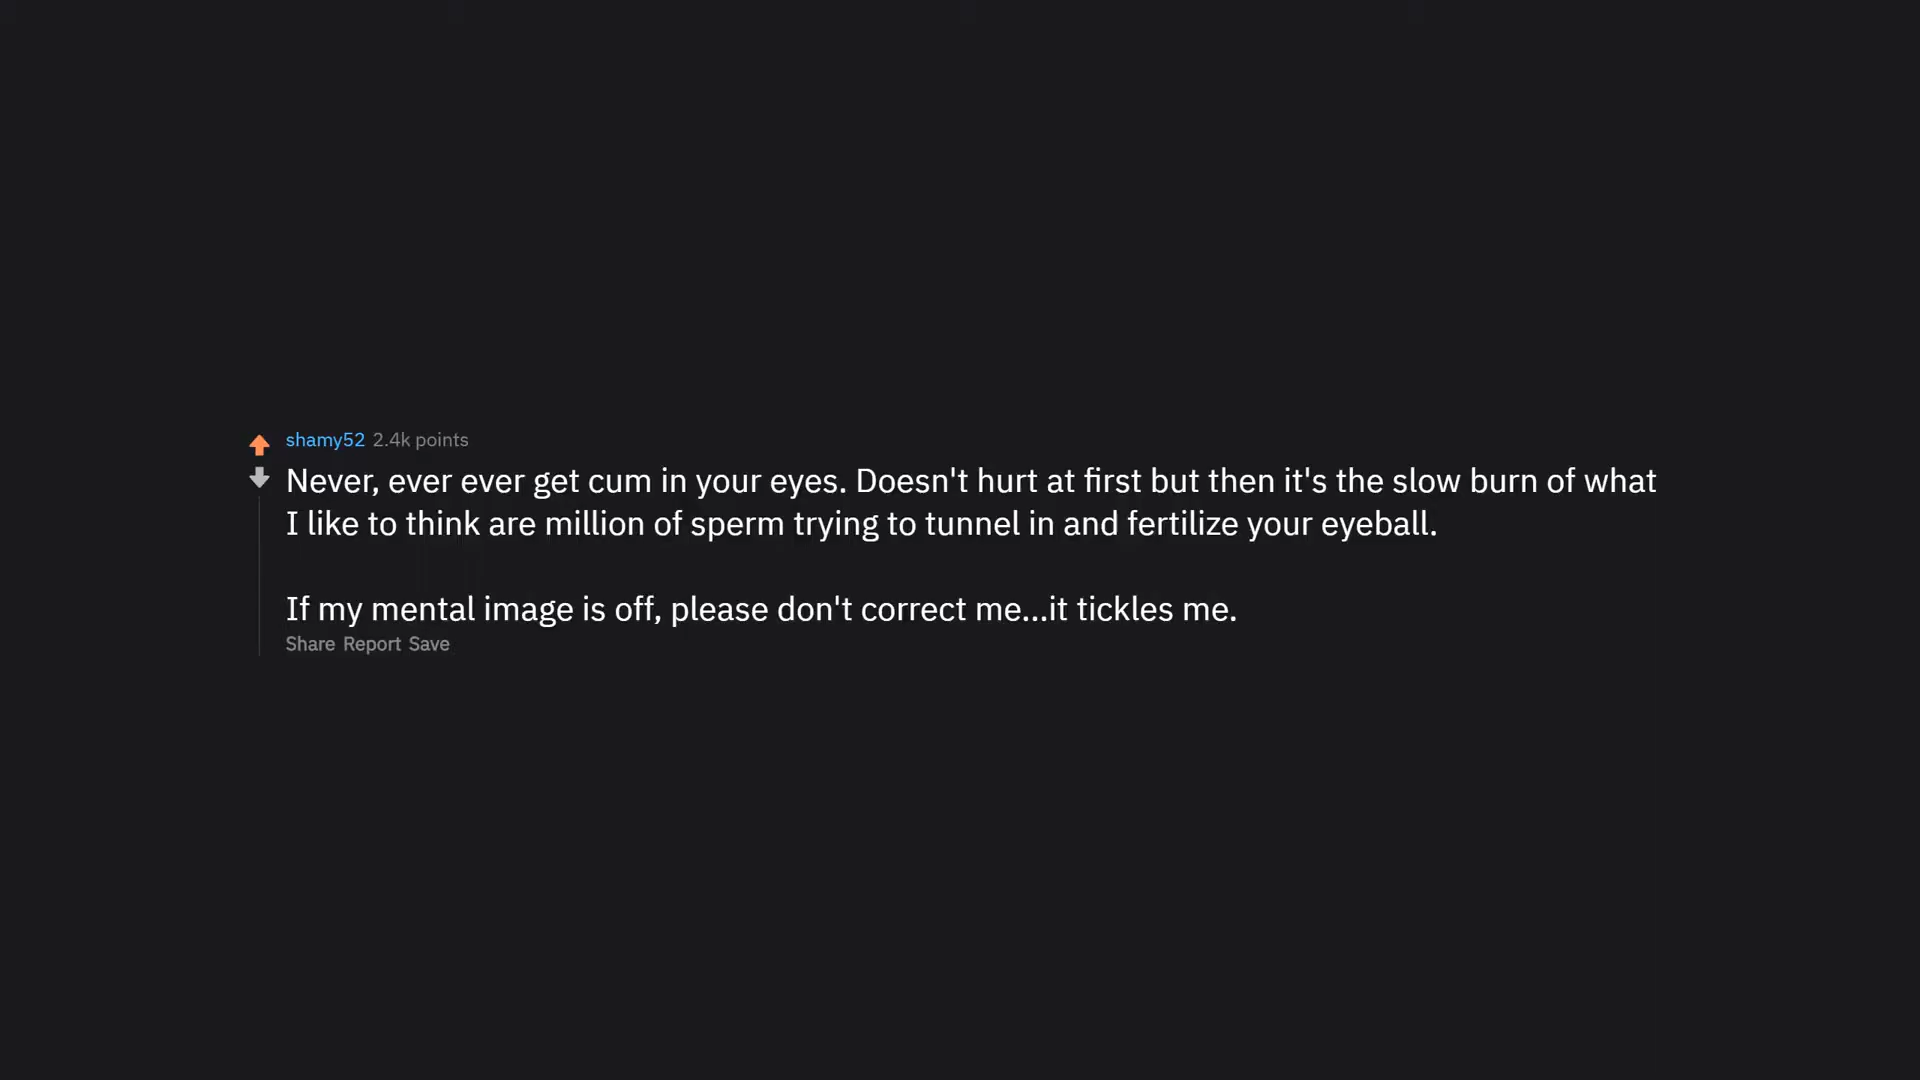 shamy52 2.4k points
Never, ever ever get cum in your eyes. Doesn't hurt at first but then it's the slow burn of what
I like to think are million of sperm trying to tunnel in and fertilize your eyeball.
If my mental image is off, please don't correct me...it tickles me.
Share Report Save